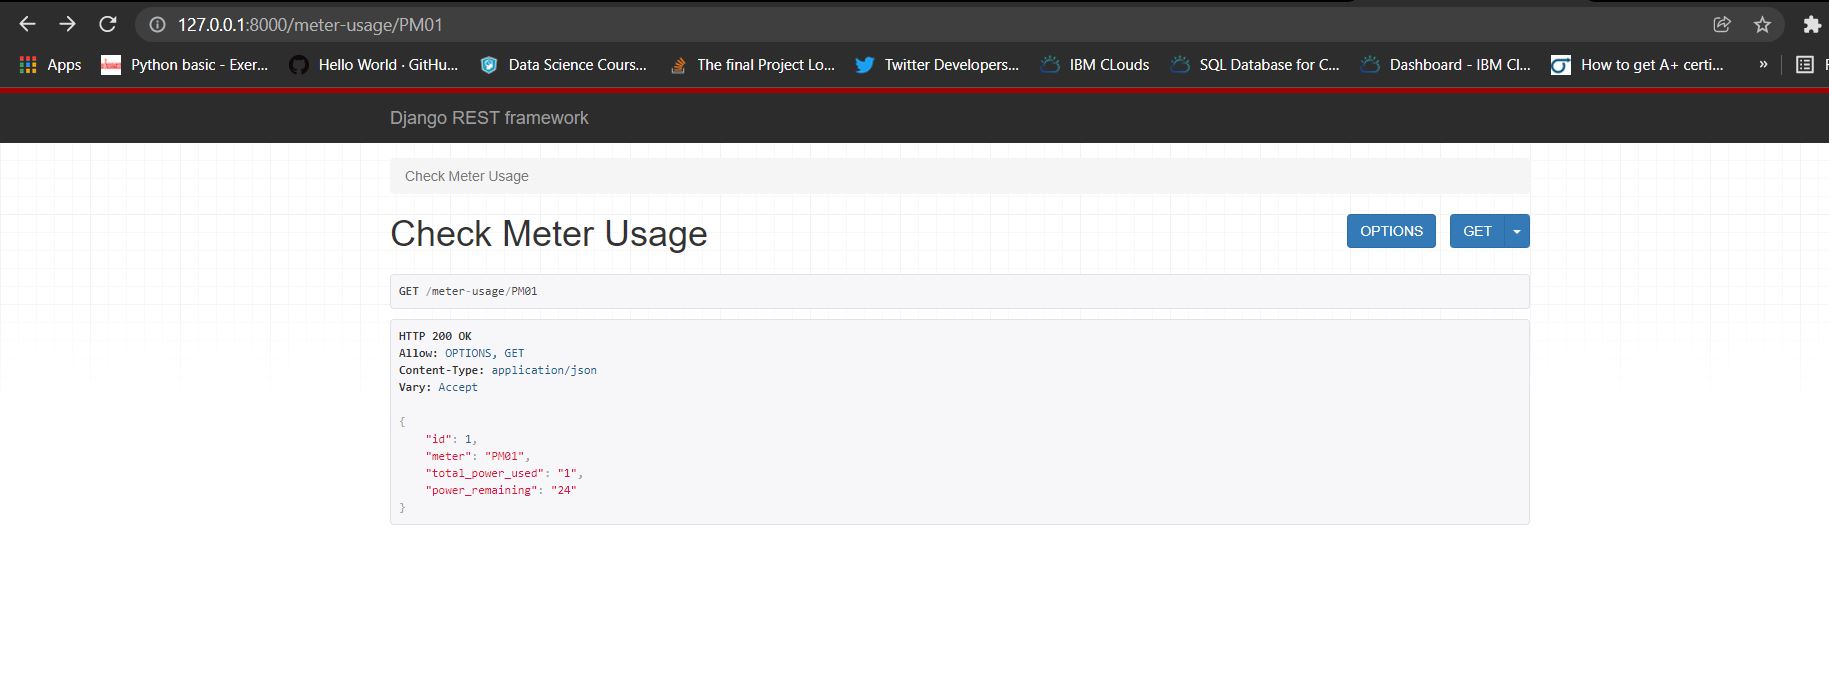 127.0.0.1:8000/meter-usage/PM01
Apps Python basic - Exer... Hello World · GitHu... Data Science Cours... The final Project Lo... Twitter Developers... IBM CLouds SQL Database for C... Dashboard - IBM Cl... How to get A+ certi... »
Django REST framework
Check Meter Usage
Check Meter Usage
OPTIONS GET
GET /meter-usage/PM01
HTTP 200 OK
Allow: OPTIONS, GET
Content-Type: application/json
Vary: Accept
{
"id": 1,
"meter": "PM01",
"total_power_used": "1",
"power_remaining": "24"
}